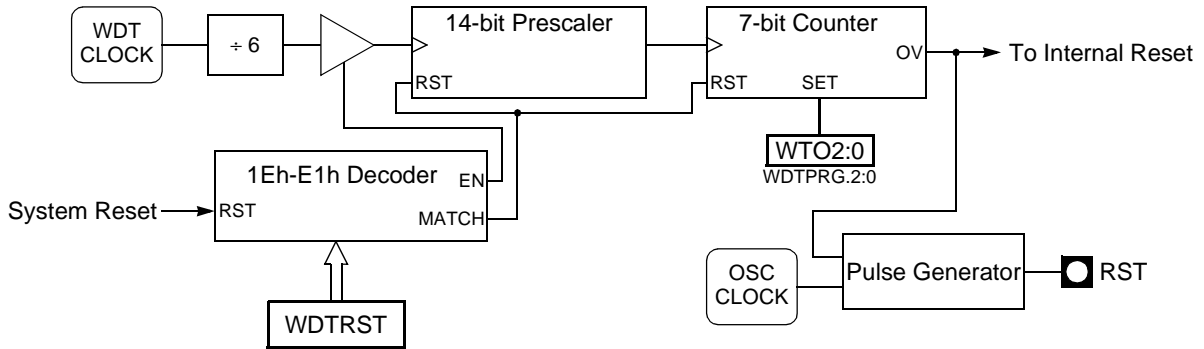 WDT
CLOCK
÷ 6
14-bit Prescaler
RST
7-bit Counter
RST
SET
OV
To Internal Reset
WTO2:0
WDTPRG.2:0
1Eh-E1h Decoder
EN
System Reset
RST
MATCH
WDTRST
OSC
CLOCK
Pulse Generator
RST